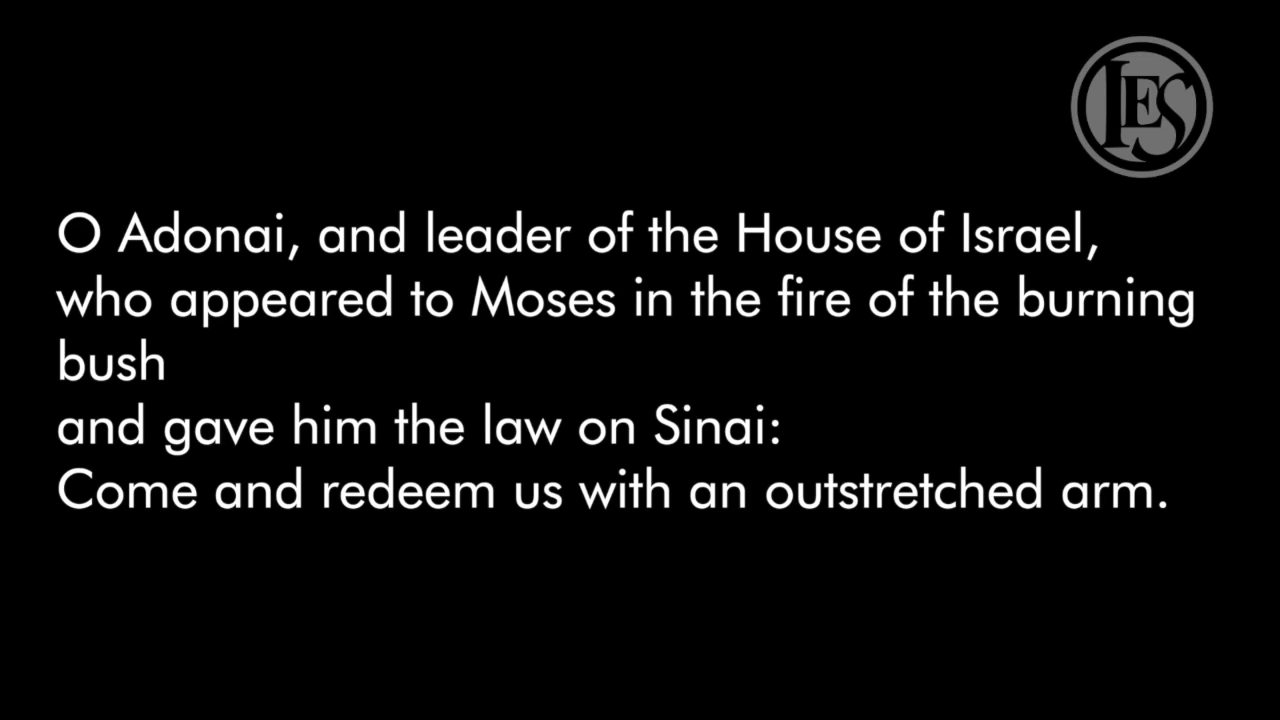 LES
O Adonai, and leader of the House of Israel,
who appeared to Moses in the fire of the burning
bush
and gave him the law on Sinai:
Come and redeem us with an outstretched arm.